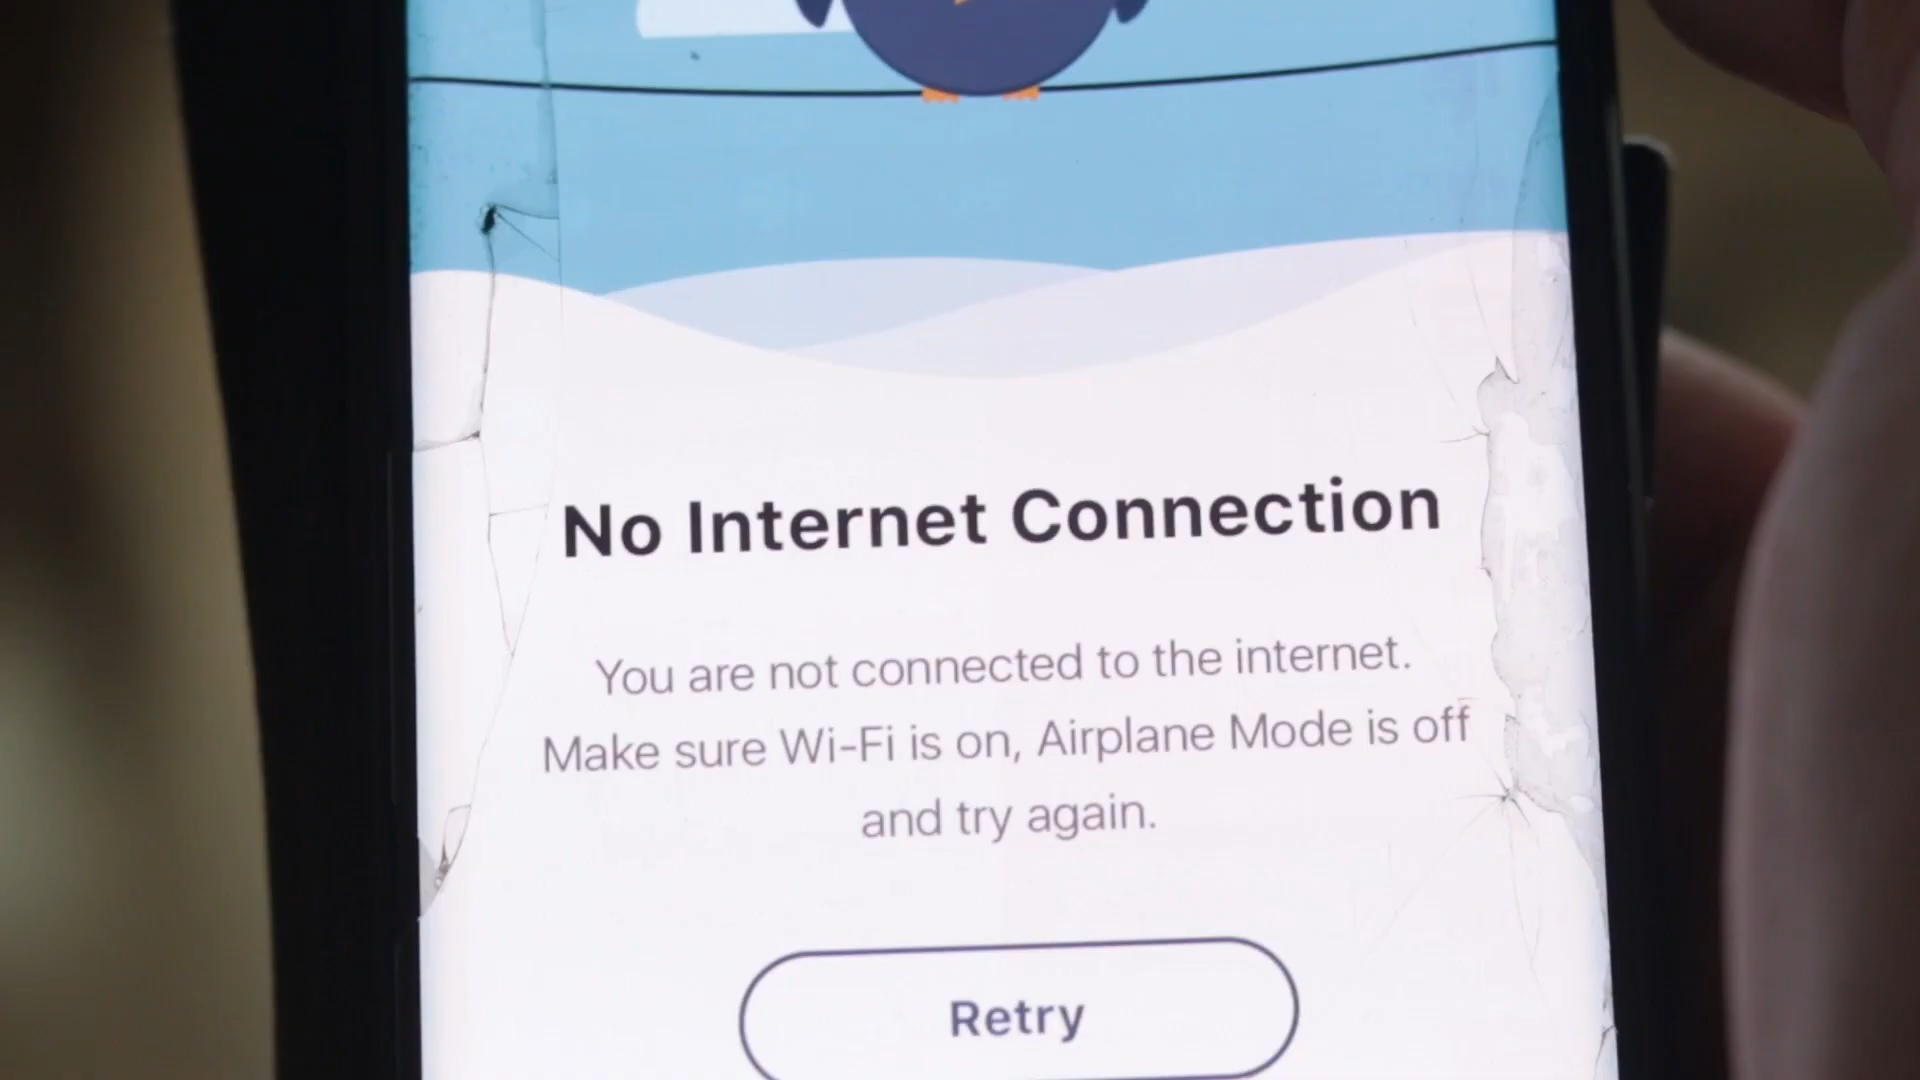 No Internet Connection
You are not connected to the internet.
Make sure Wi-Fi is on, Airplane Mode is off
and try again.
Retry